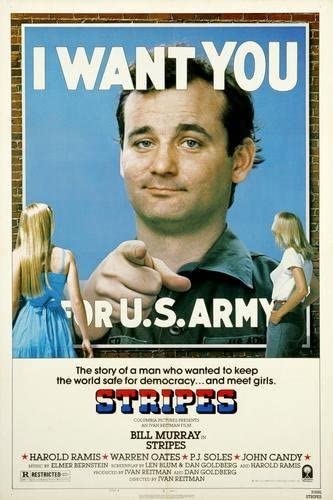 I WANT YOU
FOR U.S. ARMY
The story of a man who wanted to keep
the world safe for democracy...and meet girls.
STRIPES
COLUMBIA PICTURES PRESENTS
AN IVAN REITMAN FILM
BILL MURRAY IN
STRIPES
★ HAROLD RAMIS ★ WARREN OATES ★ P.J. SOLES ★ JOHN CANDY ★
MUSIC BY ELMER BERNSTEIN SCREENPLAY BY LEN BLUM & DAN GOLDBERG AND HAROLD RAMIS
PRODUCED BY IVAN REITMAN AND DAN GOLDBERG
DIRECTED BY IVAN REITMAN
R RESTRICTED
STRIPES